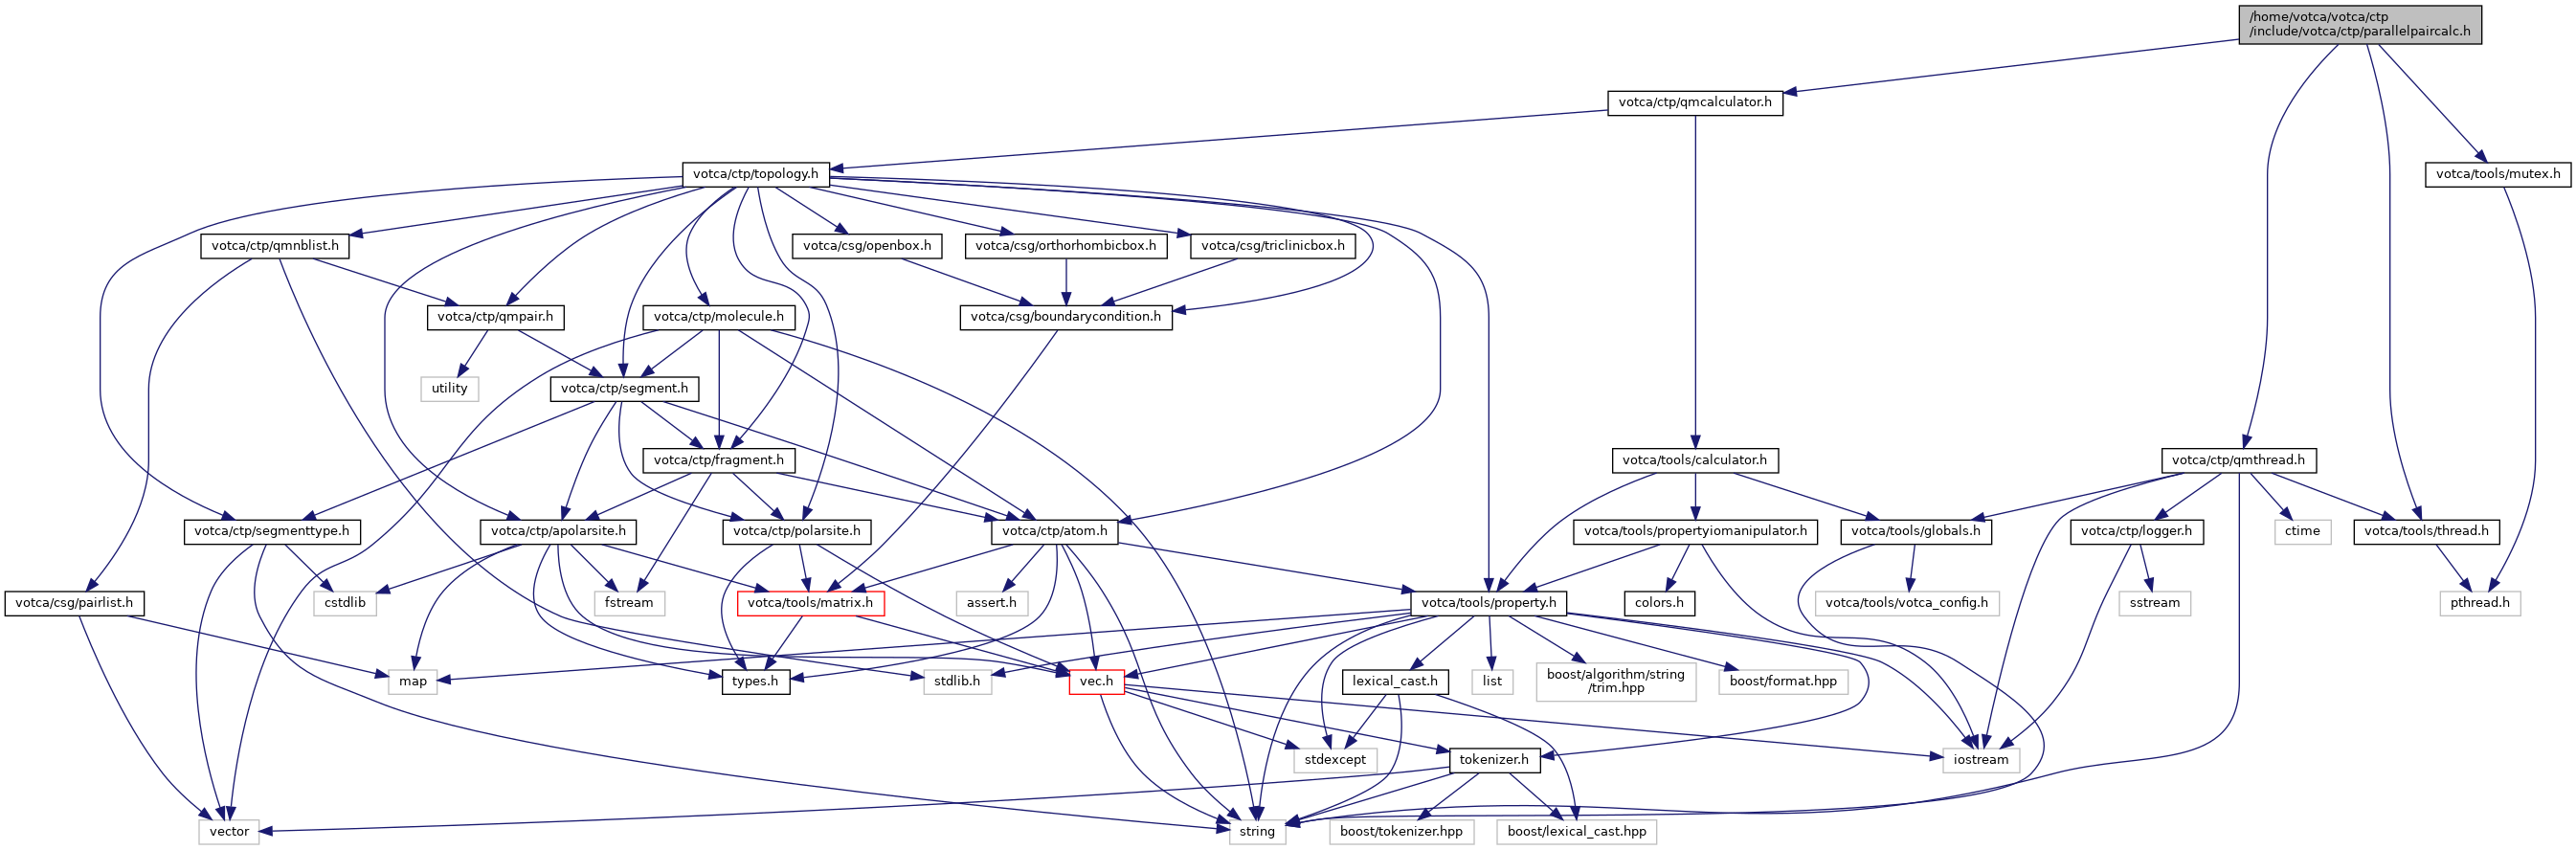 /home/votca/votca/ctp
/include/votca/ctp/parallelpaircalc.h
votca/ctp/qmcalculator.h
votca/ctp/topology.h
votca/tools/mutex.h
votca/ctp/qmnblist.h
votca/csg/openbox.h
votca/csg/orthorhombicbox.h
votca/csg/triclinicbox.h
votca/ctp/qmpair.h
votca/ctp/molecule.h
votca/csg/boundarycondition.h
utility
votca/ctp/segment.h
votca/ctp/fragment.h
votca/tools/calculator.h
votca/ctp/qmthread.h
votca/ctp/segmenttype.h
votca/ctp/apolarsite.h
votca/ctp/polarsite.h
votca/ctp/atom.h
votca/tools/propertyiomanipulator.h
votca/tools/globals.h
votca/ctp/logger.h
ctime
votca/tools/thread.h
votca/csg/pairlist.h
cstdlib
fstream
votca/tools/matrix.h
assert.h
votca/tools/property.h
colors.h
votca/tools/votca_config.h
sstream
pthread.h
map
types.h
stdlib.h
vec.h
lexical_cast.h
list
boost/algorithm/string
/trim.hpp
boost/format.hpp
stdexcept
tokenizer.h
iostream
vector
string
boost/tokenizer.hpp
boost/lexical_cast.hpp